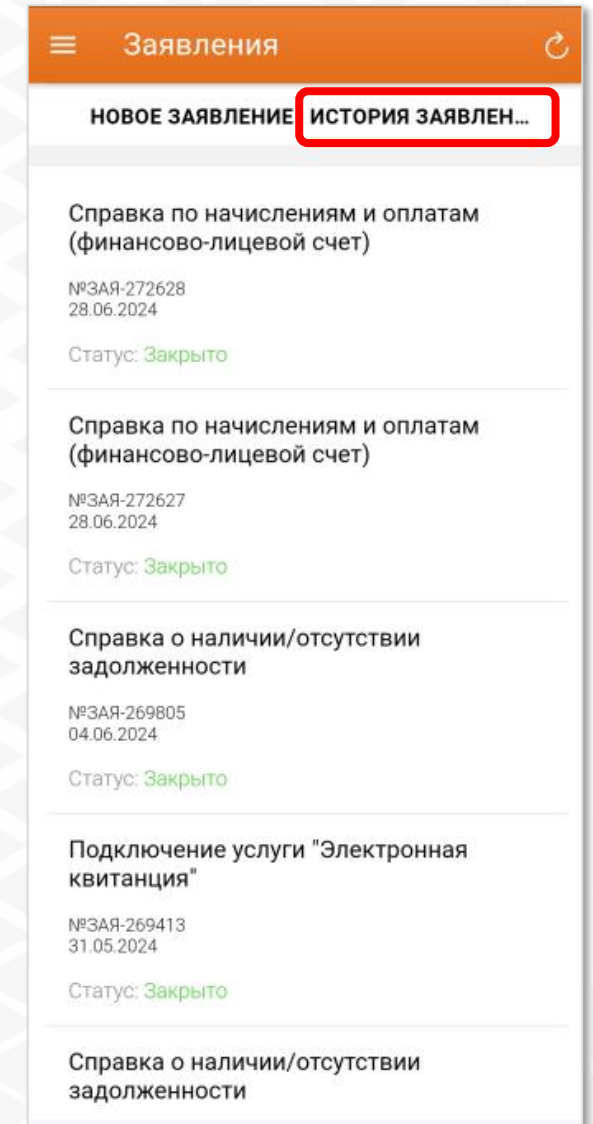 Заявления
НОВОЕ ЗАЯВЛЕНИЕ ИСТОРИЯ ЗАЯВЛЕН...
Справка по начислениям и оплатам
(финансово-лицевой счет)
№ЗАЯ-272628
28.06.2024
Статус: Закрыто
Справка по начислениям и оплатам
(финансово-лицевой счет)
№ЗАЯ-272627
28.06.2024
Статус: Закрыто
Справка о наличии/отсутствии
задолженности
№ЗАЯ-269805
04.06.2024
Статус: Закрыто
Подключение услуги "Электронная
квитанция"
№ЗАЯ-269413
31.05.2024
Статус: Закрыто
Справка о наличии/отсутствии
задолженности